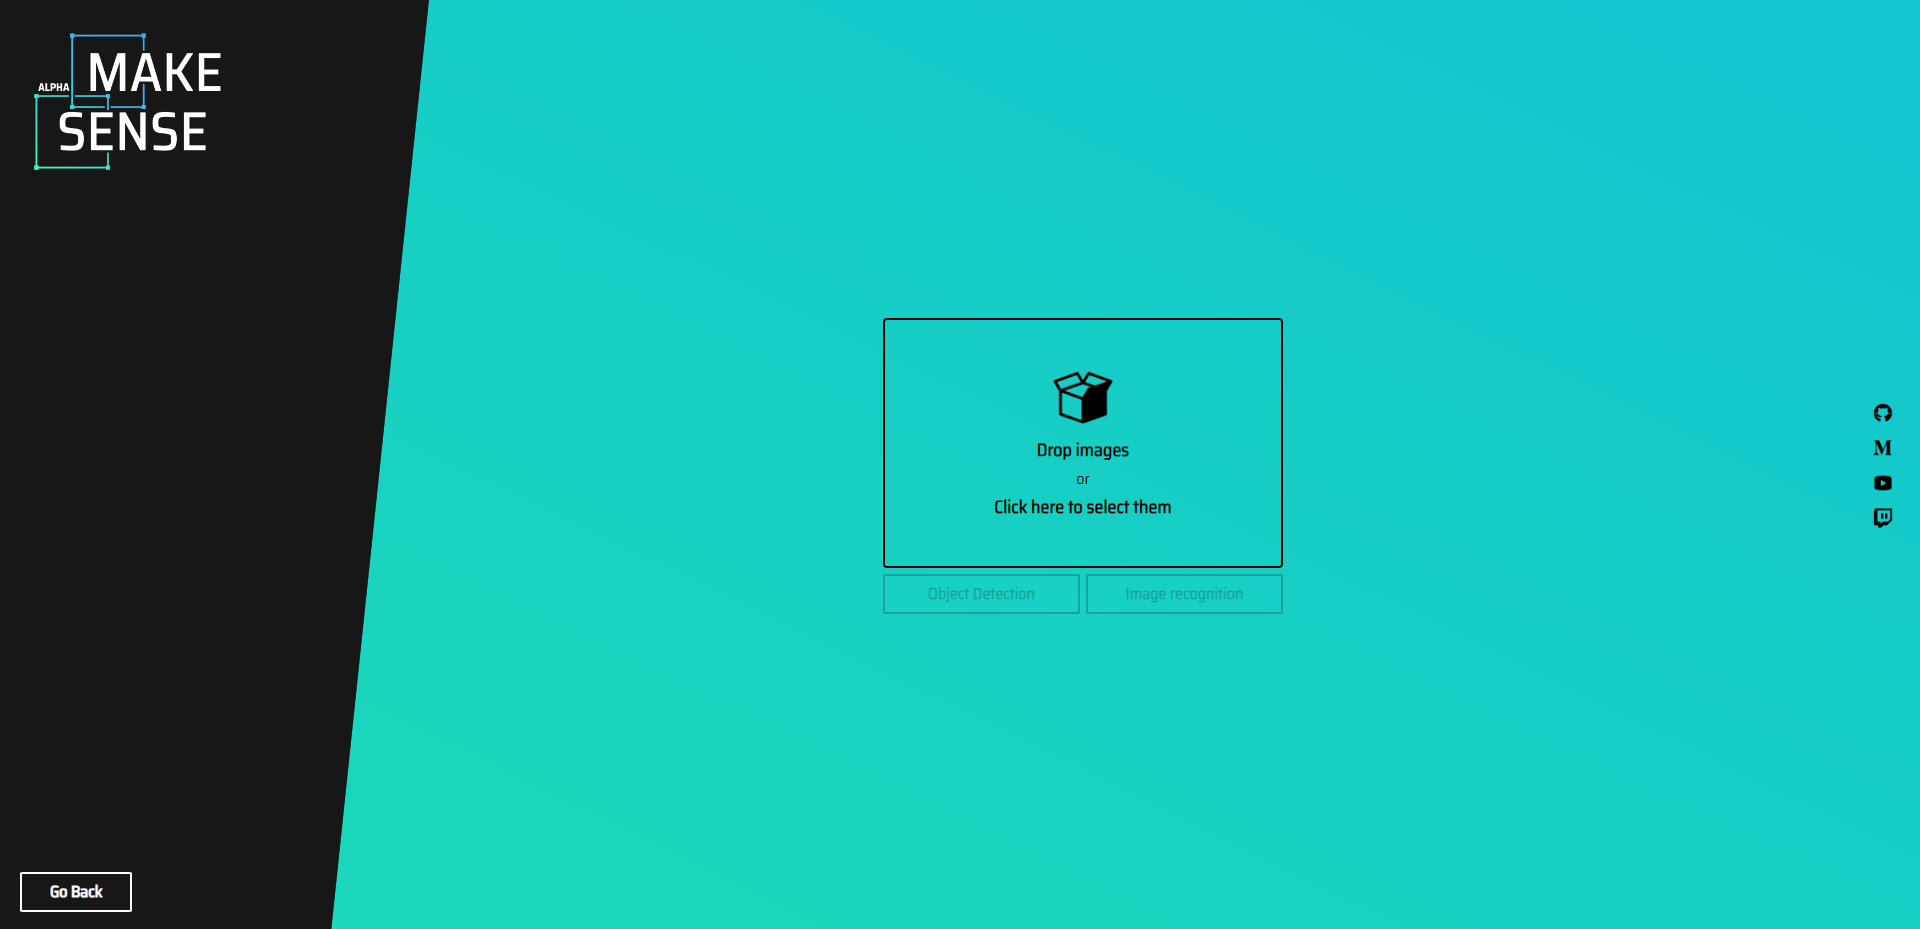 ALPHA
MAKE
SENSE
Drop images
or
Click here to select them
Object Detection
Image recognition
Go Back